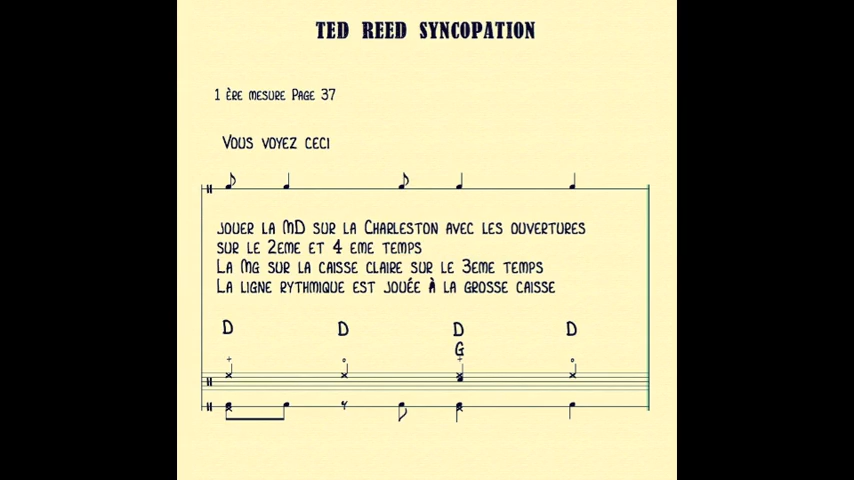 TED REED SYNCOPATION
1 ère mesure Page 37
Vous voyez ceci
jouer la MD sur la Charleston avec les ouvertures
sur le 2eme et 4 eme temps
La MG sur la caisse claire sur le 3eme temps
La ligne rythmique est jouée à la grosse caisse
D D D D
G